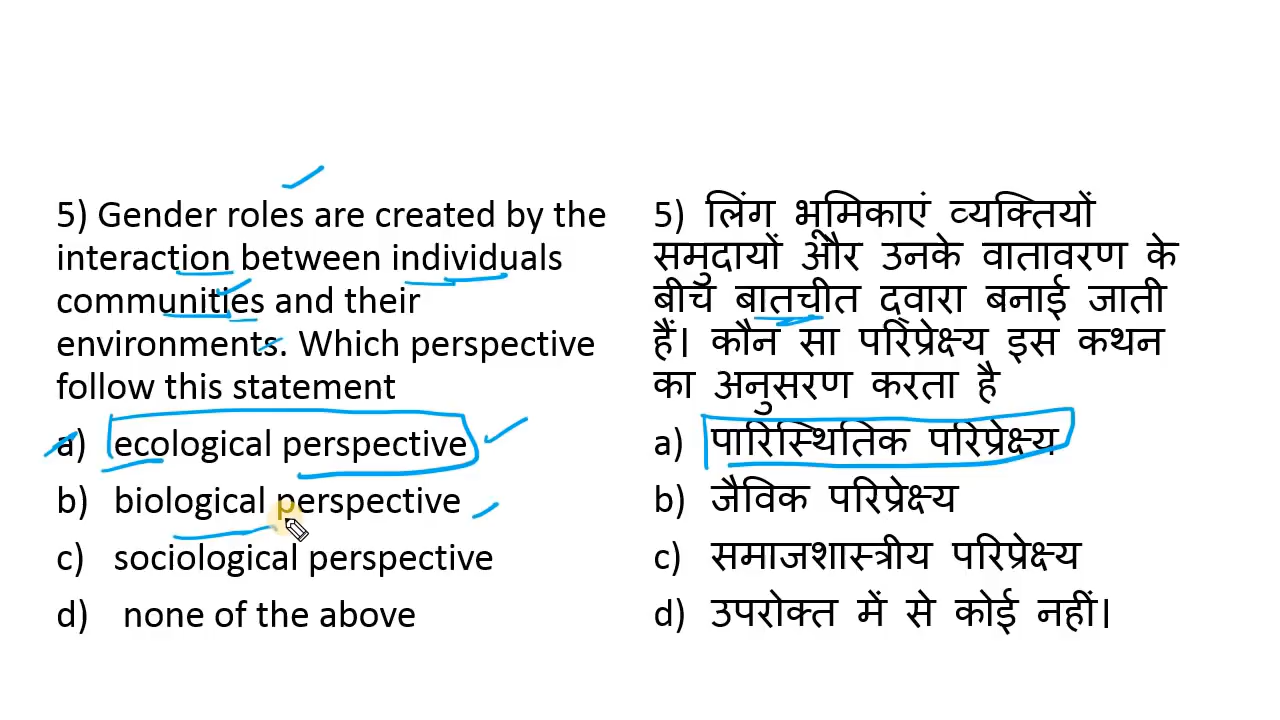 5) Gender roles are created by the
interaction between individuals
communities and their
environments. Which perspective
follow this statement
a) ecological perspective
b) biological perspective
c) sociological perspective
d) none of the above
5) लिंग भूमिकाएं व्यक्तियों
समुदायों और उनके वातावरण के
बीच बातचीत द्वारा बनाई जाती
हैं। कौन सा परिप्रेक्ष्य इस कथन
का अनुसरण करता है
a) पारिस्थितिक परिप्रेक्ष्य
b) जैविक परिप्रेक्ष्य
c) समाजशास्त्रीय परिप्रेक्ष्य
d) उपरोक्त में से कोई नहीं।